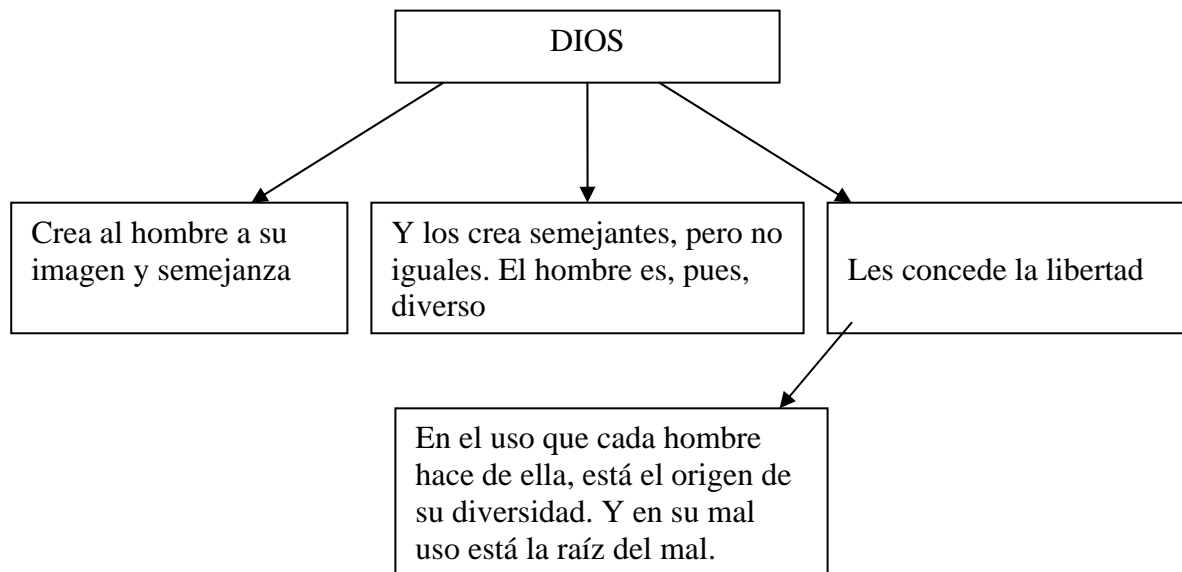 DIOS
Crea al hombre a su
imagen y semejanza
Y los crea semejantes, pero no
iguales. El hombre es, pues,
diverso
Les concede la libertad
En el uso que cada hombre
hace de ella, está el origen de
su diversidad. Y en su mal
uso está la raíz del mal.